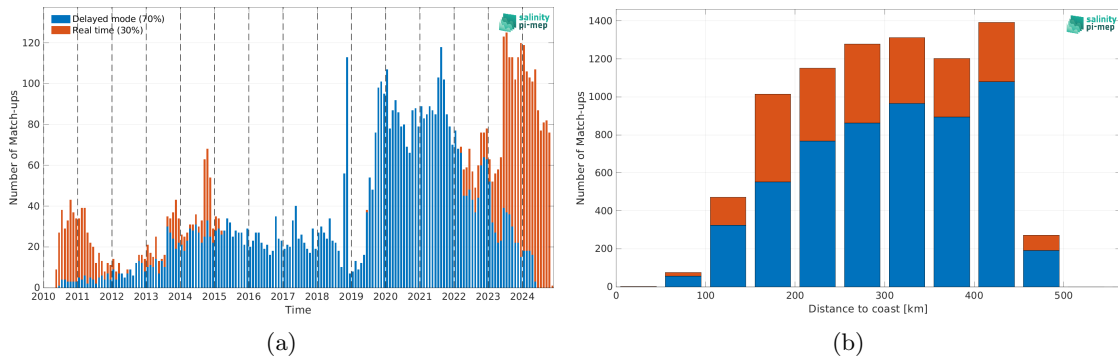 Delayed mode (70%)
Real time (30%)
salinity
pi-mep
Number of Match-ups
120
100
80
60
40
20
0
2010 2011 2012 2013 2014 2015 2016 2017 2018 2019 2020 2021 2022 2023 2024
Time
(a)
salinity
pi-mep
Number of Match-ups
1400
1200
1000
800
600
400
200
0
0 100 200 300 400 500
Distance to coast [km]
(b)